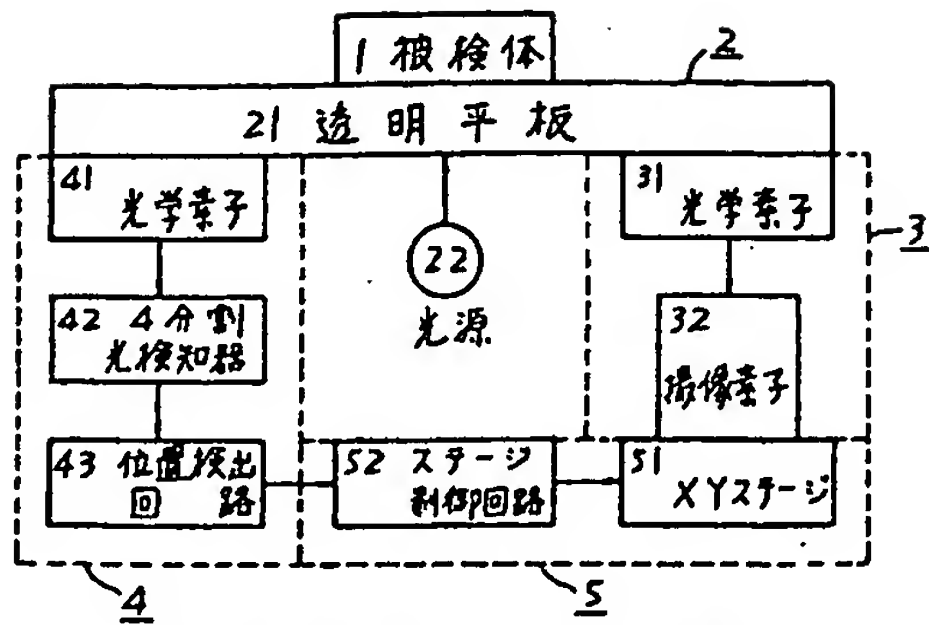 1 被検体
2
21 透明平板
41
光学素子
31
光学素子
3
22
光源
42 4分割
光検知器
32
撮像素子
43 位置検出
回路
52 ステージ
制御回路
51
XYステージ
4
5